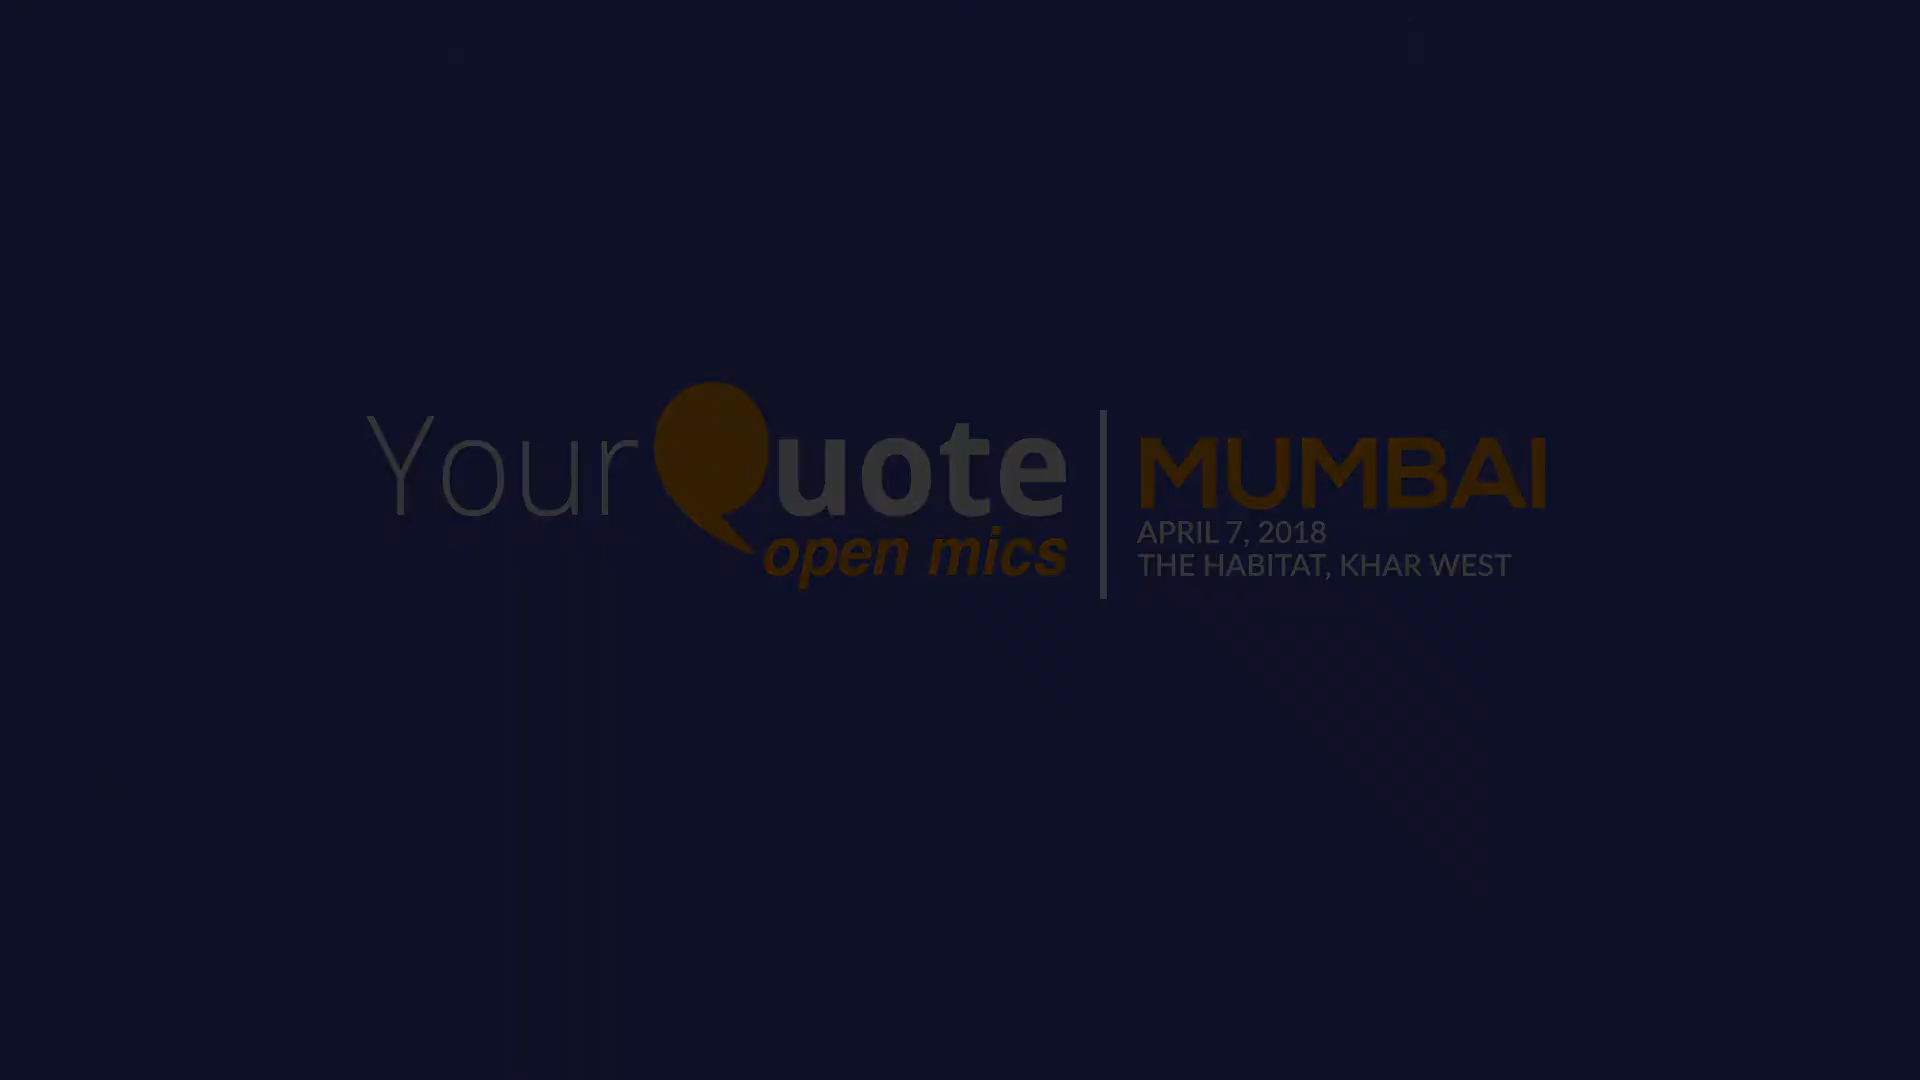 YourQuote
open mics
MUMBAI
APRIL 7, 2018
THE HABITAT, KHAR WEST